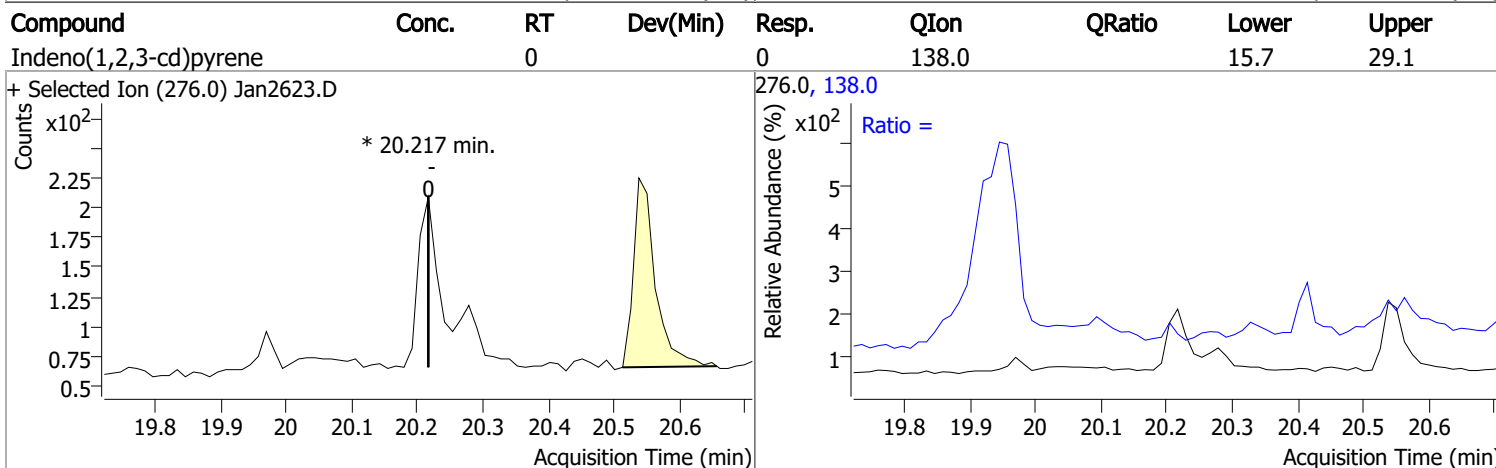 Compound Conc. RT Dev(Min) Resp. QIon QRatio Lower Upper
Indeno(1,2,3-cd)pyrene 0 0 138.0 15.7 29.1
+ Selected Ion (276.0) Jan2623.D
Counts
x10²
* 20.217 min.
-
0
2.25
2
1.75
1.5
1.25
1
0.75
0.5
19.8 19.9 20 20.1 20.2 20.3 20.4 20.5 20.6
Acquisition Time (min)
276.0, 138.0
Relative Abundance (%)
x10²
Ratio =
5
4
3
2
1
19.8 19.9 20 20.1 20.2 20.3 20.4 20.5 20.6
Acquisition Time (min)